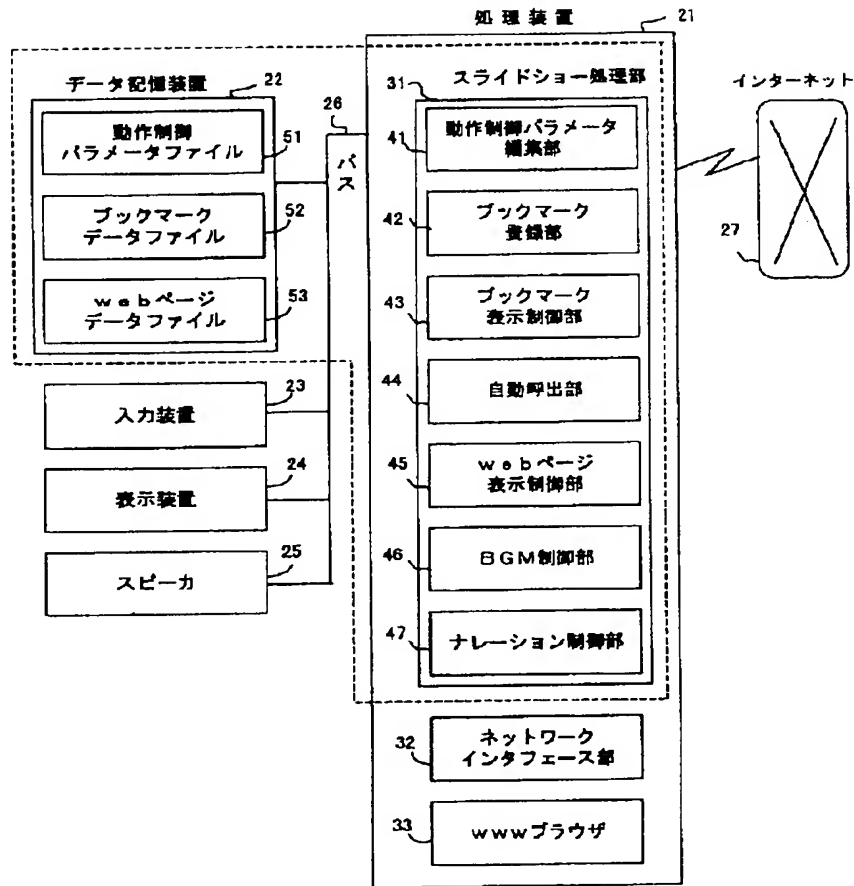 処理装置
21
データ記憶装置
22
動作制御
パラメータファイル
51
ブックマーク
データファイル
52
webページ
データファイル
53
26
バス
入力装置
23
表示装置
24
スピーカ
25
31
スライドショー処理部
動作制御パラメータ
編集部
41
ブックマーク
登録部
42
ブックマーク
表示制御部
43
自動呼出部
44
webページ
表示制御部
45
BGM制御部
46
ナレーション制御部
47
ネットワーク
インタフェース部
32
wwwブラウザ
33
インターネット
27